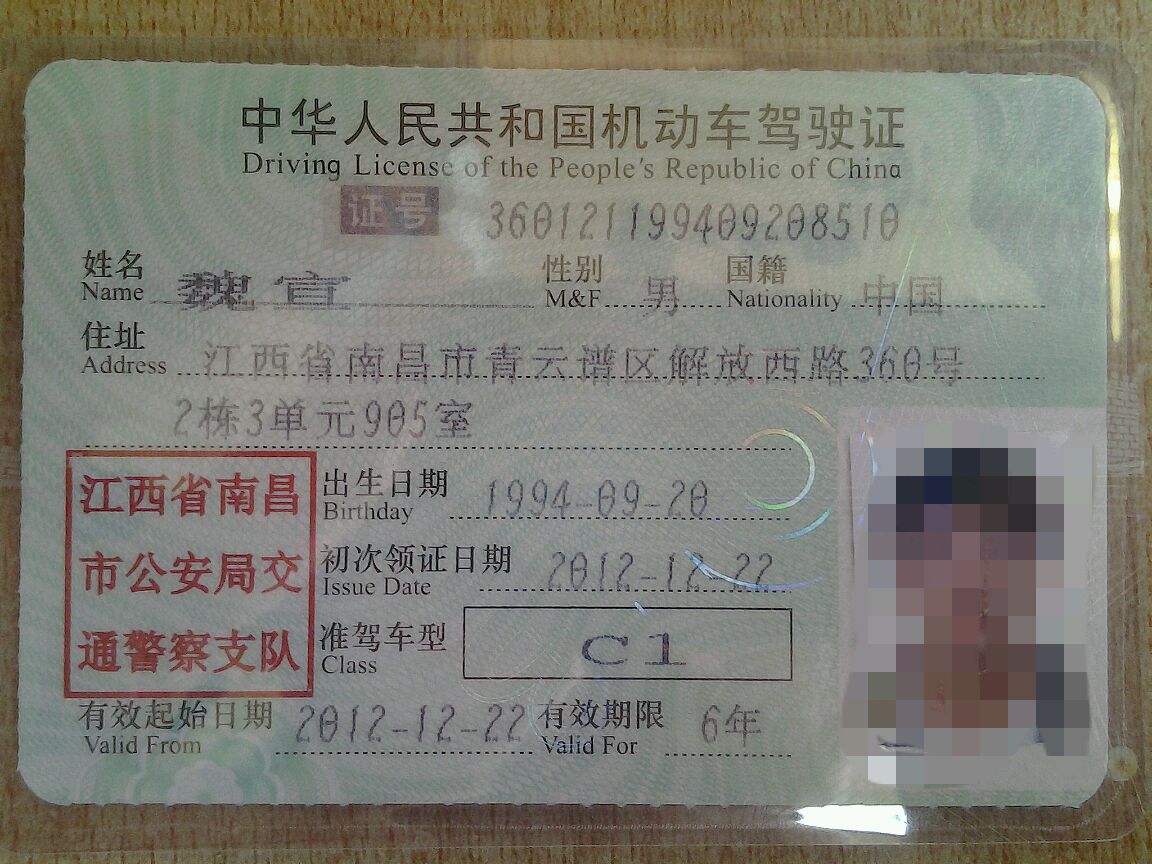 中华人民共和国机动车驾驶证
Driving License of the People's Republic of China
证号 360121199409208510
姓名 魏宣 性别 男 国籍 中国
Name M&F Nationality
住址 江西省南昌市青云谱区解放西路360号
Address
2栋3单元905室
江西省南昌
市公安局交
通警察支队
出生日期 1994-09-20
Birthday
初次领证日期 2012-12-22
Issue Date
准驾车型 C1
Class
有效起始日期 2012-12-22 有效期限 6年
Valid From Valid For